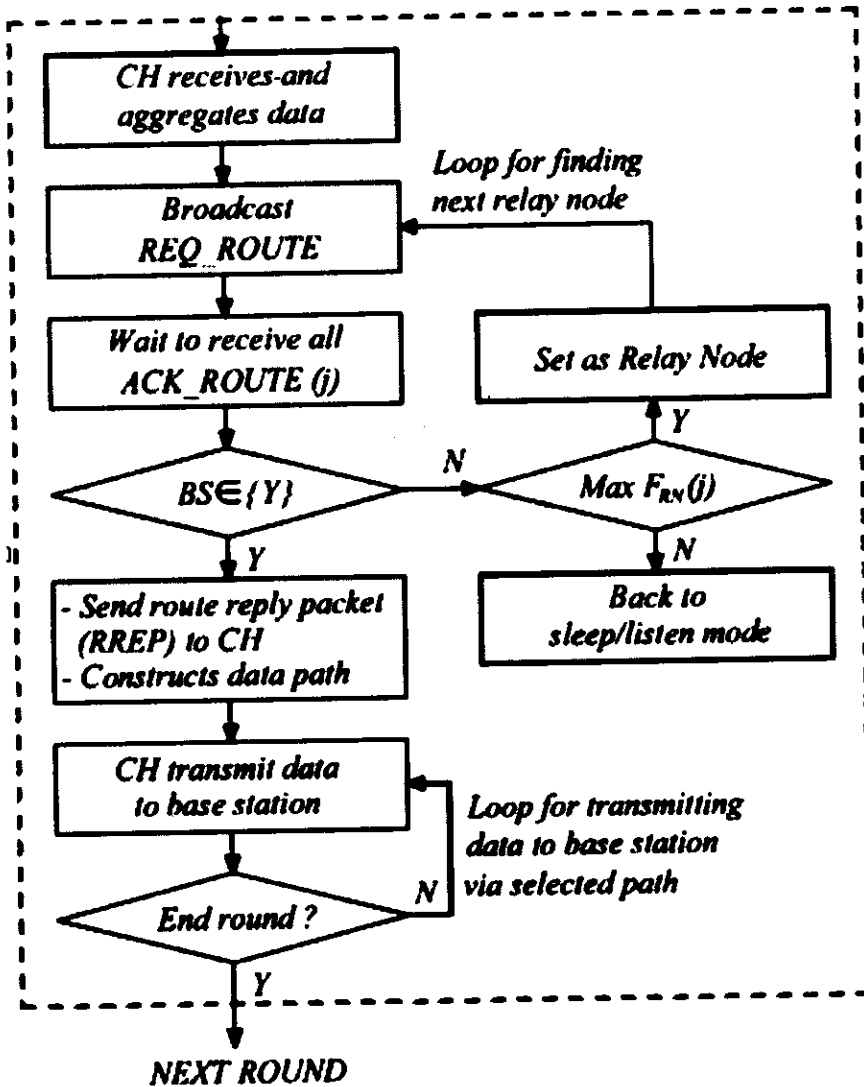 CH receives-and
aggregates data
Loop for finding
next relay node
Broadcast
REQ_ROUTE
Wait to receive all
ACK_ROUTE (j)
Set as Relay Node
Y
BS∈{Y}
N
Max F_RN(j)
Y
N
- Send route reply packet
(RREP) to CH
- Constructs data path
Back to
sleep/listen mode
CH transmit data
to base station
Loop for transmitting
data to base station
via selected path
End round ?
N
Y
NEXT ROUND